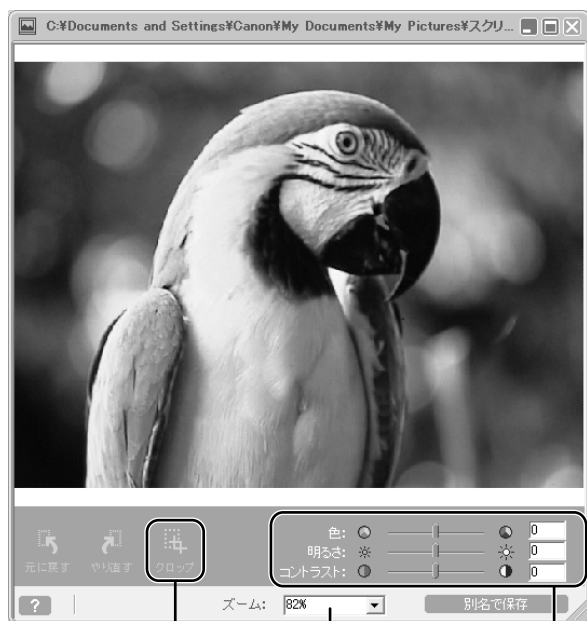 C:¥Documents and Settings¥Canon¥My Documents¥My Pictures¥スクリ...
色: 0
明るさ: 0
コントラスト: 0
元に戻す やり直す クロップ
? ズーム: 82% 別名で保存